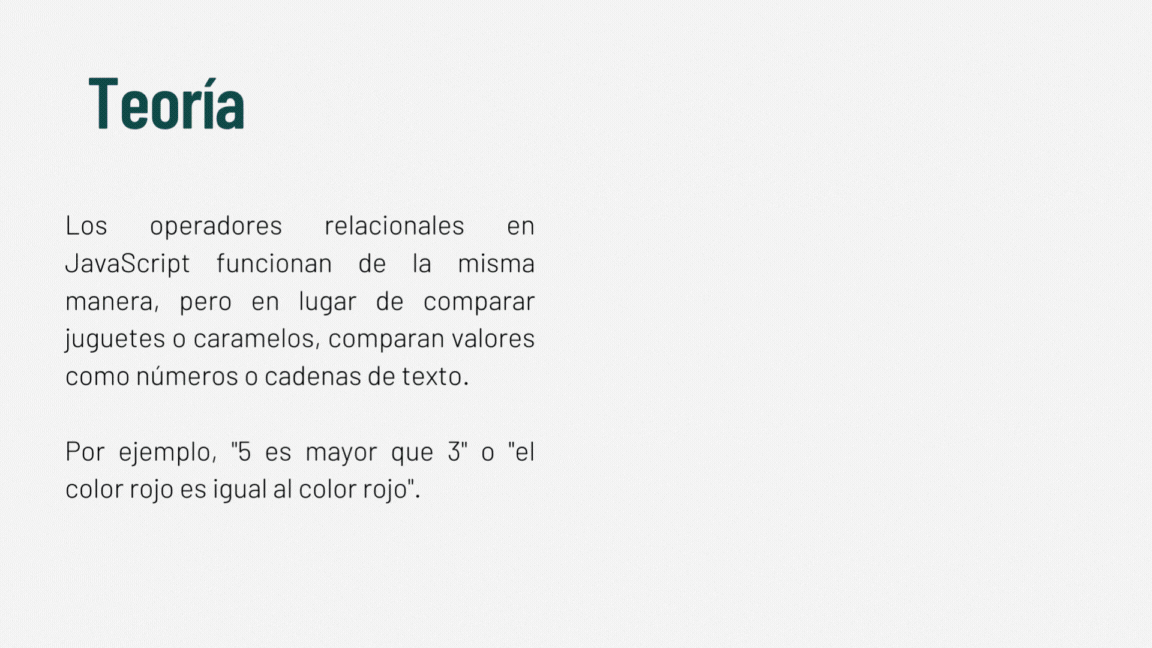 Teoría
Los operadores relacionales en
JavaScript funcionan de la misma
manera, pero en lugar de comparar
juguetes o caramelos, comparan valores
como números o cadenas de texto.
Por ejemplo, "5 es mayor que 3" o "el
color rojo es igual al color rojo".